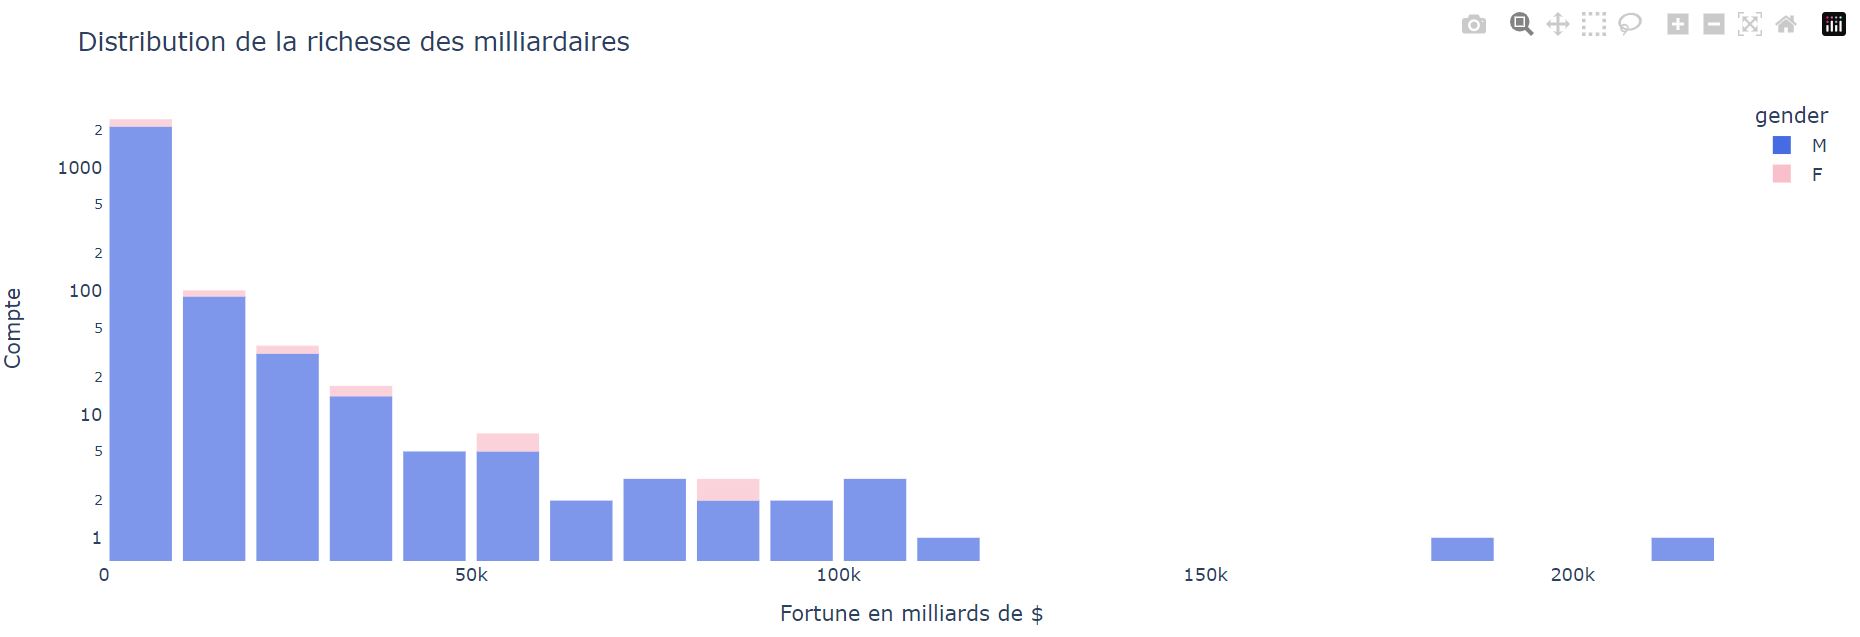 Distribution de la richesse des milliardaires
gender
M
F
2
1000
5
2
100
5
2
10
5
2
1
Compte
0 50k 100k 150k 200k
Fortune en milliards de $